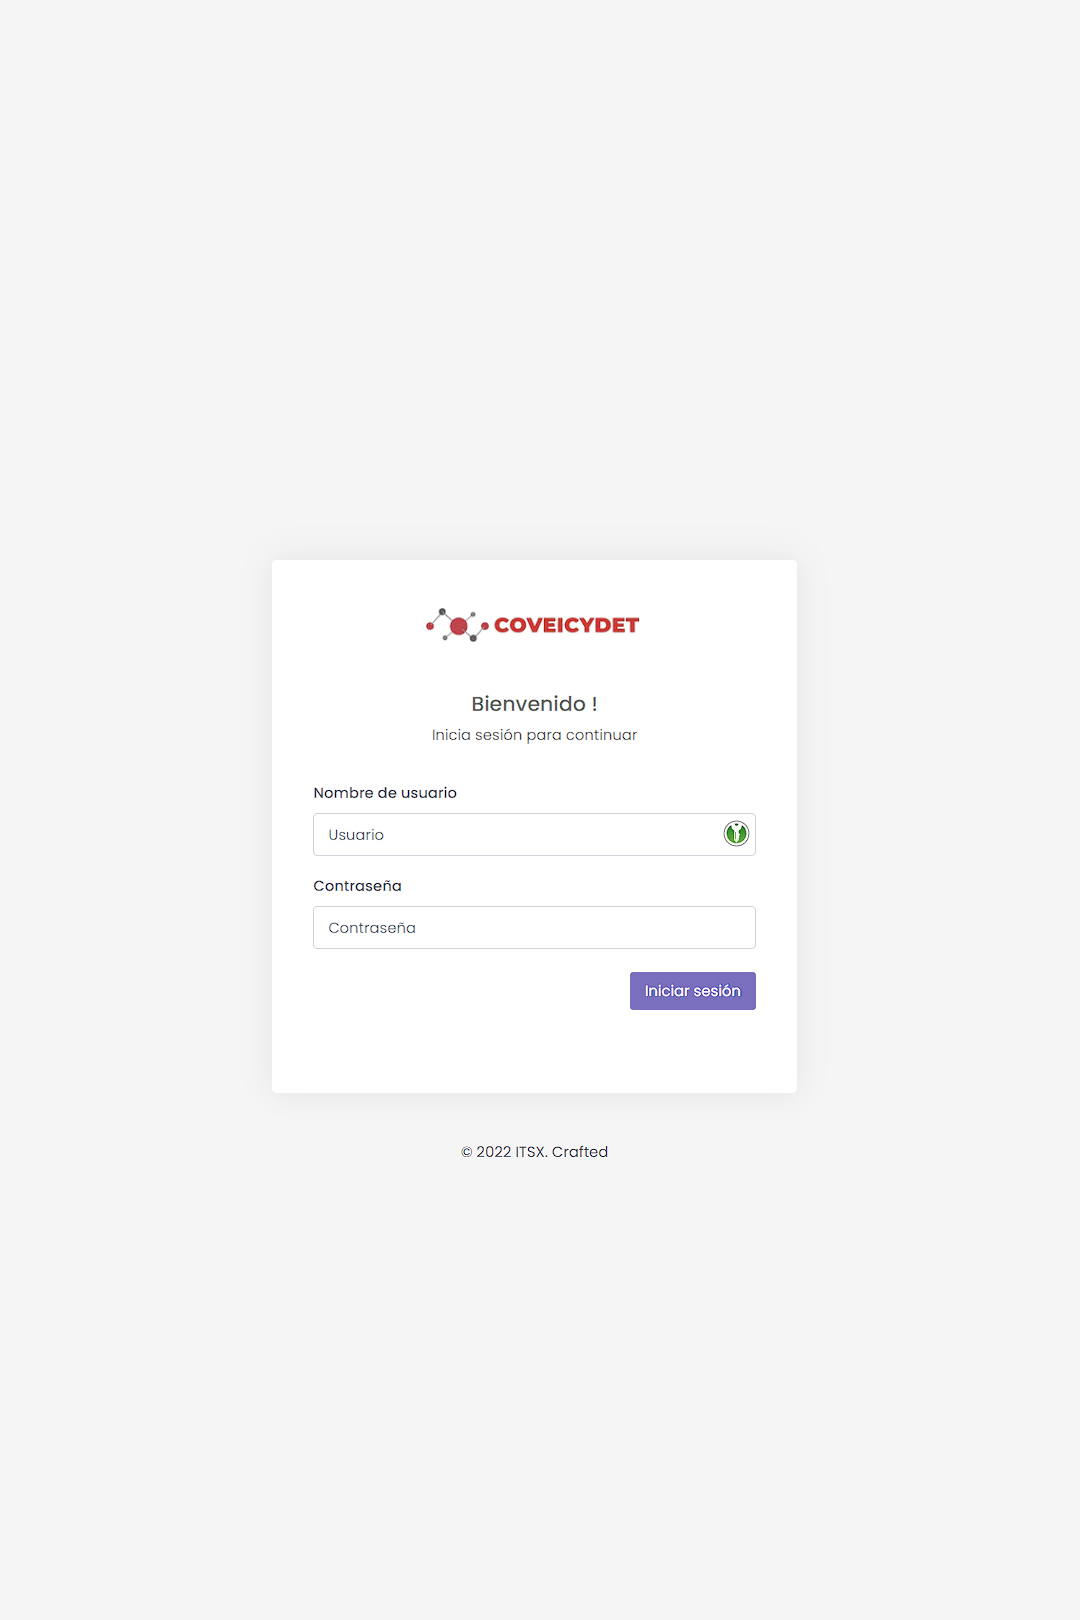 COVEICYDET
Bienvenido !
Inicia sesión para continuar
Nombre de usuario
Usuario
Contraseña
Contraseña
Iniciar sesión
© 2022 ITSX. Crafted